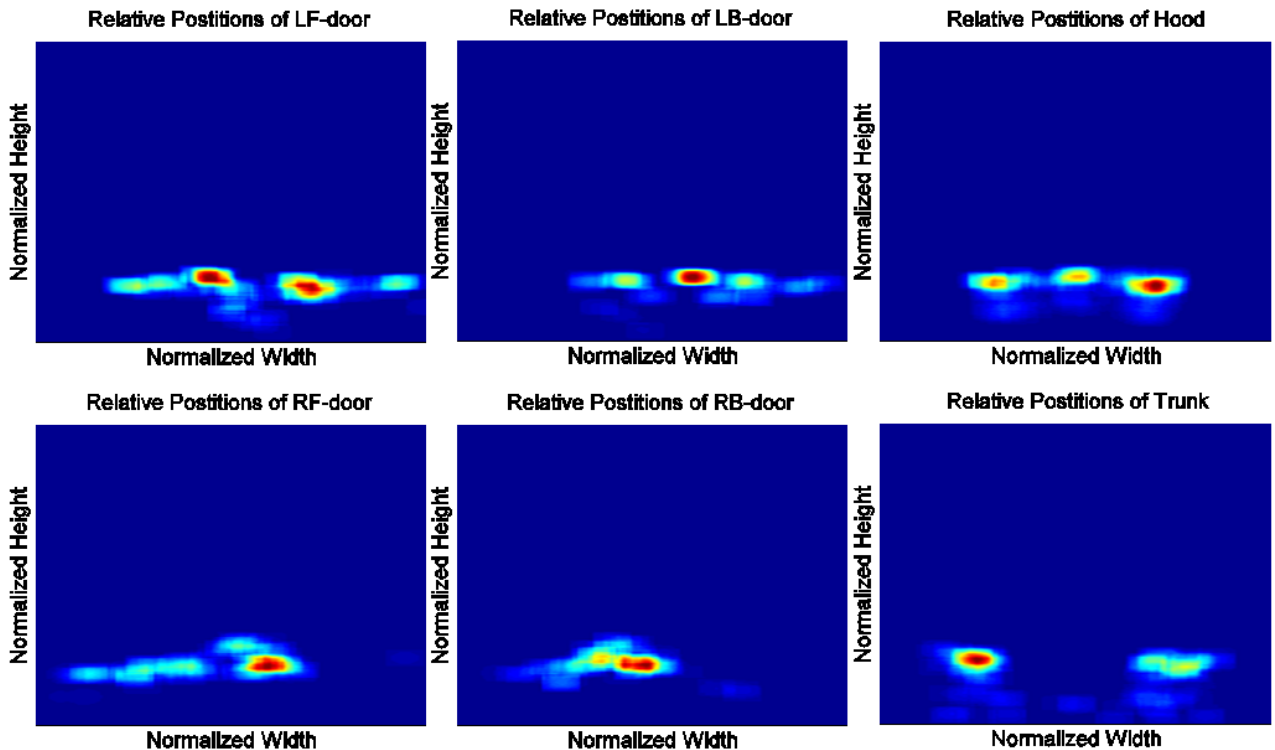 Relative Postitions of LF-door
Relative Postitions of LB-door
Relative Postitions of Hood
Normalized Height
Normalized Height
Normalized Height
Normalized Width
Normalized Width
Normalized Width
Relative Postitions of RF-door
Relative Postitions of RB-door
Relative Postitions of Trunk
Normalized Height
Normalized Height
Normalized Height
Normalized Width
Normalized Width
Normalized Width